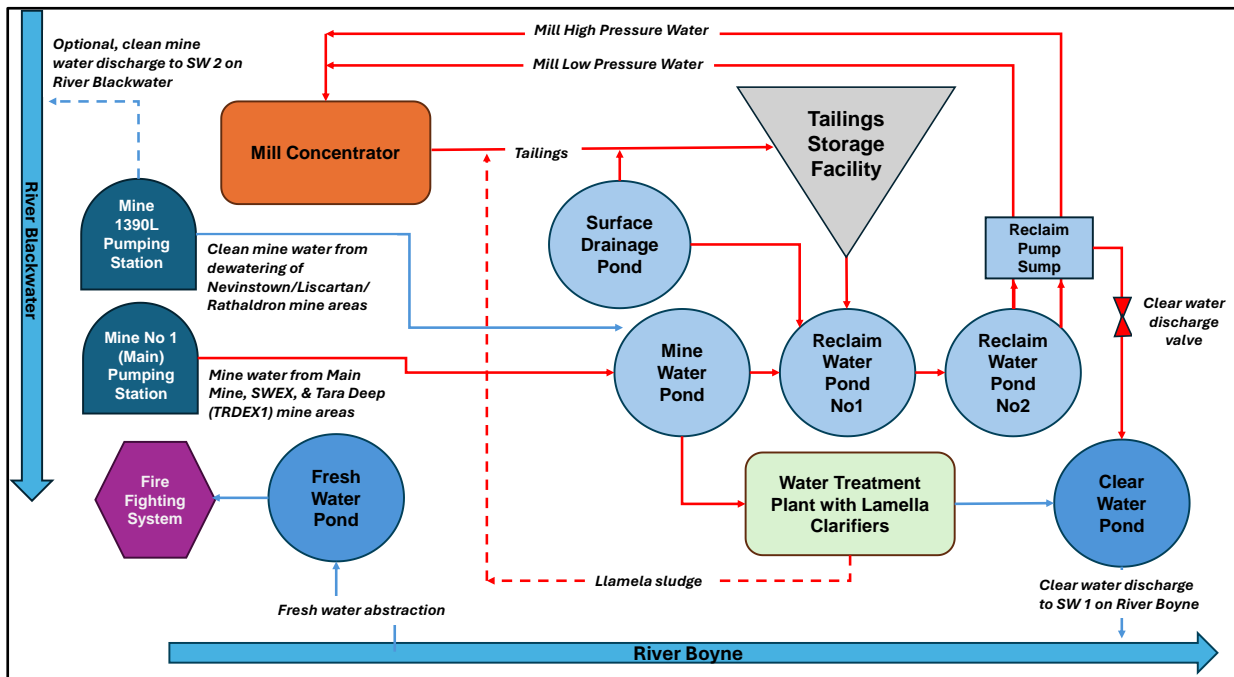 Optional, clean mine
water discharge to SW 2 on
River Blackwater
Mill High Pressure Water
Mill Low Pressure Water
Mill Concentrator
Tailings
Tailings
Storage
Facility
River Blackwater
Mine
1390L
Pumping
Station
Clean mine water from
dewatering of
Nevinstown/Liscartan/
Rathaldron mine areas
Surface
Drainage
Pond
Reclaim
Pump
Sump
Clear water
discharge
valve
Mine No 1
(Main)
Pumping
Station
Mine water from Main
Mine, SWEX, & Tara Deep
(TRDEX1) mine areas
Mine
Water
Pond
Reclaim
Water
Pond
No1
Reclaim
Water
Pond
No2
Fire
Fighting
System
Fresh
Water
Pond
Water Treatment
Plant with Lamella
Clarifiers
Clear
Water
Pond
Llamela sludge
Fresh water abstraction
Clear water discharge
to SW 1 on River Boyne
River Boyne